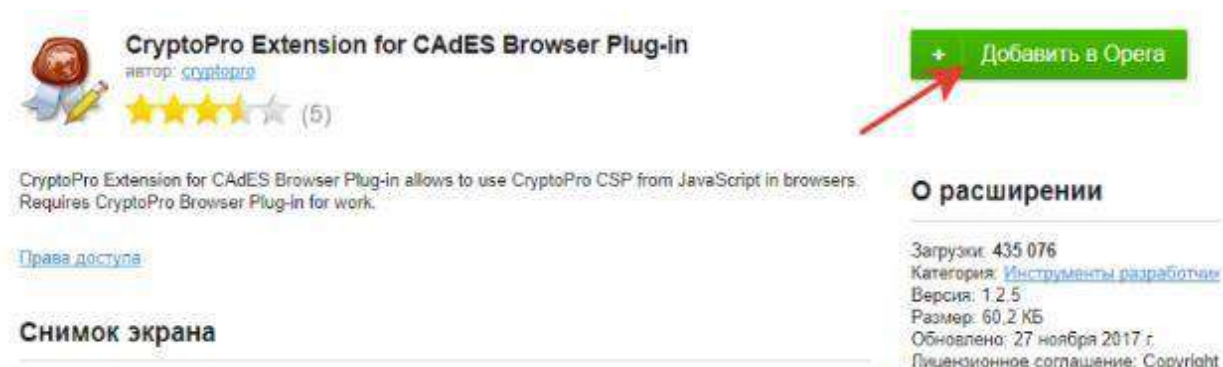 CryptoPro Extension for CAdES Browser Plug-in
автор: cryptopro
(5)
+ Добавить в Opera
CryptoPro Extension for CAdES Browser Plug-in allows to use CryptoPro CSP from JavaScript in browsers.
Requires CryptoPro Browser Plug-in for work.
Права доступа
Снимок экрана
О расширении
Загрузки: 435 076
Категория: Инструменты разработчик
Версия: 1.2.5
Размер: 60,2 КБ
Обновлено: 27 ноября 2017 г.
Лицензионное соглашение: Copyright